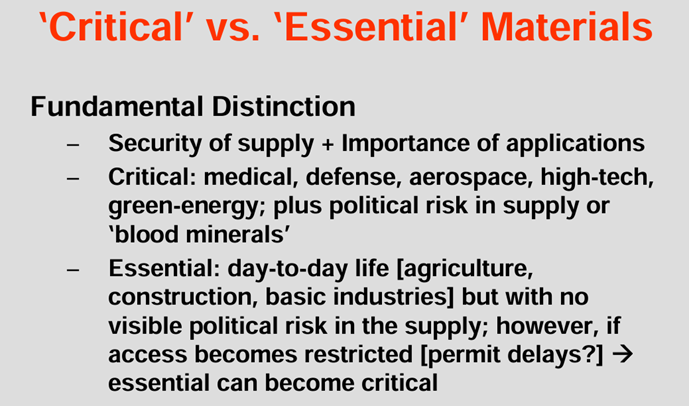 ‘Critical’ vs. ‘Essential’ Materials
Fundamental Distinction
– Security of supply + Importance of applications
– Critical: medical, defense, aerospace, high-tech,
green-energy; plus political risk in supply or
‘blood minerals’
– Essential: day-to-day life [agriculture,
construction, basic industries] but with no
visible political risk in the supply; however, if
access becomes restricted [permit delays?] →
essential can become critical